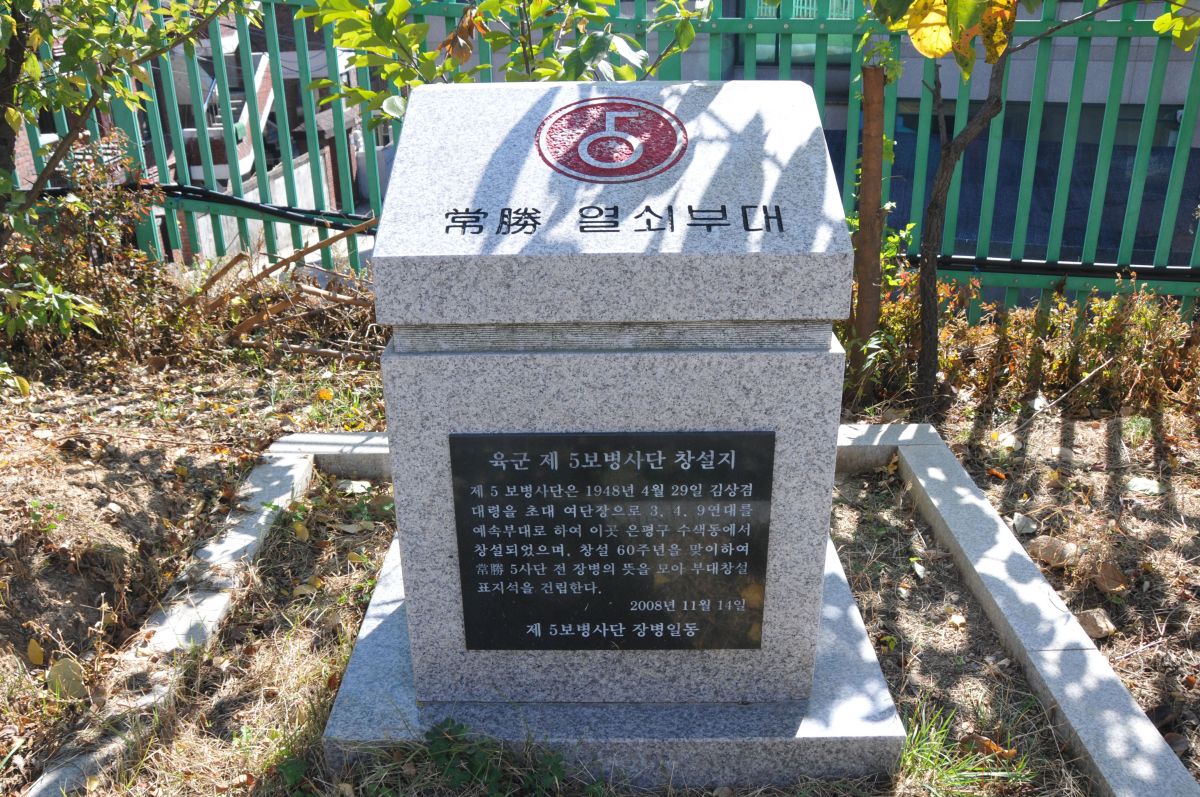 5
常勝 열쇠부대
육군 제 5보병사단 창설지
제 5 보병사단은 1948년 4월 29일 김상겸
대령을 초대 여단장으로 3, 4, 9연대를
예속부대로 하여 이곳 은평구 수색동에서
창설되었으며, 창설 60주년을 맞이하여
常勝 5사단 전 장병의 뜻을 모아 부대창설
표지석을 건립한다.
2008년 11월 14일
제 5보병사단 장병일동